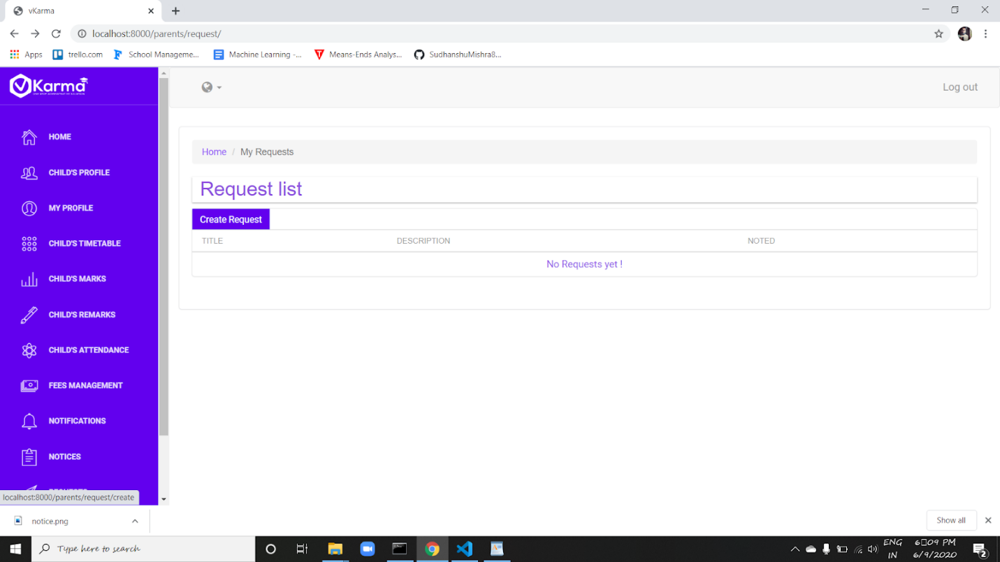 vKarma
localhost:8000/parents/request/
Apps
trello.com
School Manageme...
Machine Learning -...
Means-Ends Analys...
SudhanshuMishra8...
Karma
Log out
HOME
CHILD'S PROFILE
MY PROFILE
CHILD'S TIMETABLE
CHILD'S MARKS
CHILD'S REMARKS
CHILD'S ATTENDANCE
FEES MANAGEMENT
NOTIFICATIONS
NOTICES
Home / My Requests
Request list
Create Request
TITLE DESCRIPTION NOTED
No Requests yet !
localhost:8000/parents/request/create
notice.png
Show all
Type here to search
ENG
IN
6□09 PM
6/9/2020
2